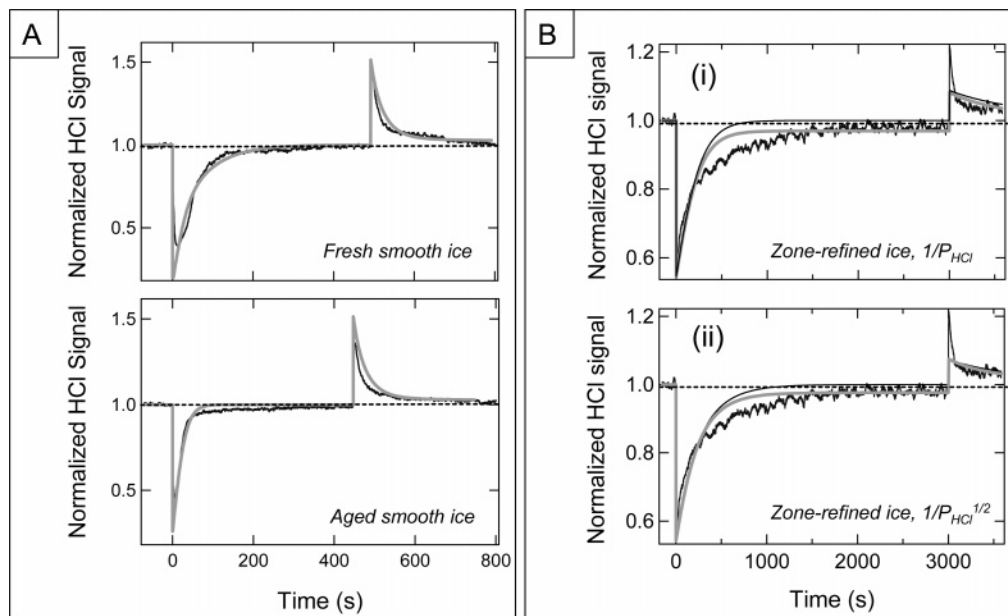 A
Normalized HCl Signal
1.5
1.0
0.5
Fresh smooth ice
Normalized HCl Signal
1.5
1.0
0.5
Aged smooth ice
0 200 400 600 800
Time (s)
B
(i)
Normalized HCl signal
1.2
1.0
0.8
0.6
Zone-refined ice, 1/P_HCl
(ii)
Normalized HCl signal
1.2
1.0
0.8
0.6
Zone-refined ice, 1/P_HCl^1/2
0 1000 2000 3000
Time (s)